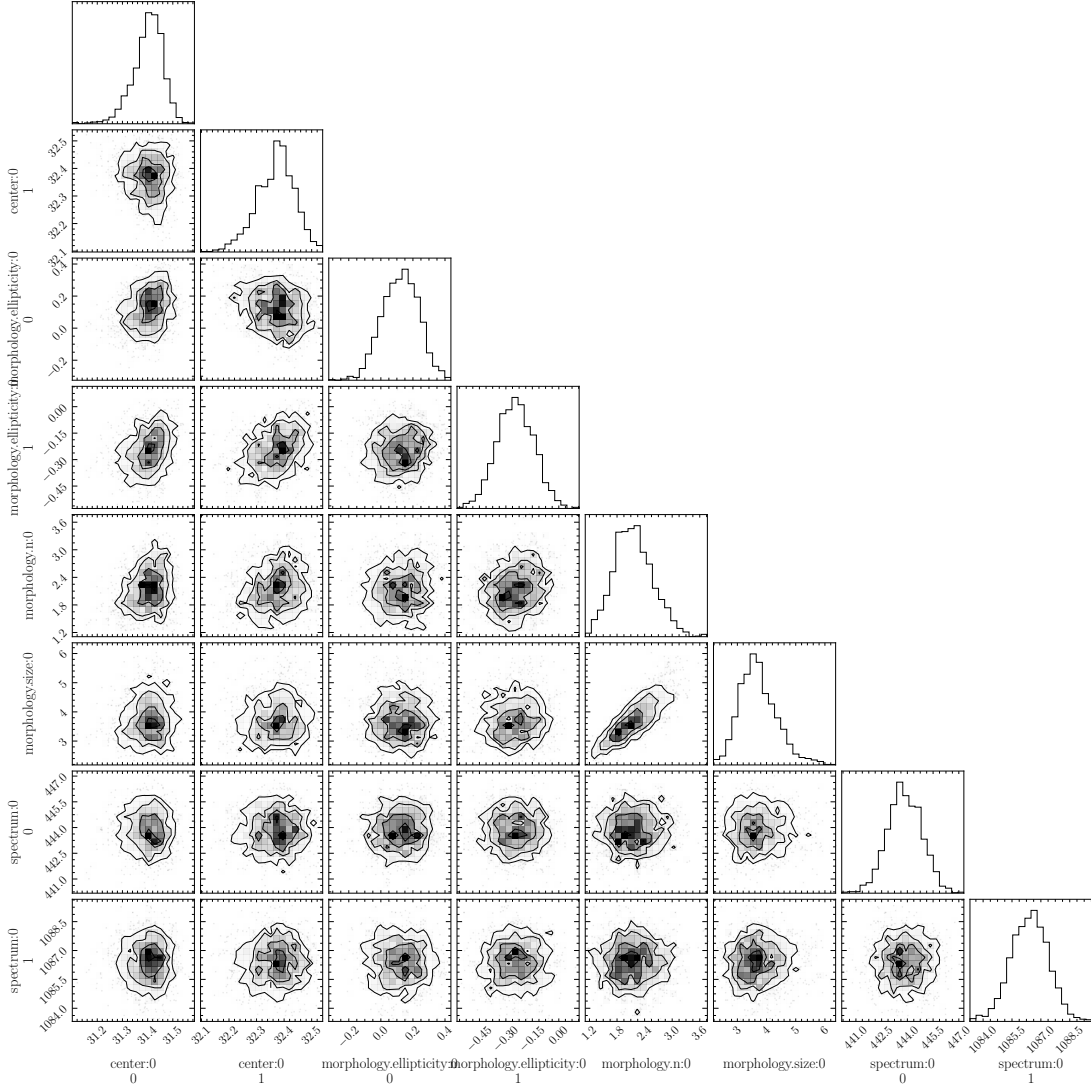 center:0
1
32.5
32.4
32.3
32.2
32.1
morphology.ellipticity:0
0
0.4
0.2
0.0
−0.2
morphology.ellipticity:0
1
0.00
−0.15
−0.30
−0.45
morphology.n:0
3.6
3.0
2.4
1.8
1.2
morphology.size:0
6
5
4
3
spectrum:0
0
447.0
445.5
444.0
442.5
441.0
spectrum:0
1
1088.5
1087.0
1085.5
1084.0
31.2 31.3 31.4 31.5
32.1 32.2 32.3 32.4 32.5
−0.2 0.0 0.2 0.4
−0.45 −0.30 −0.15 0.00
1.2 1.8 2.4 3.0 3.6
3 4 5 6
441.0 442.5 444.0 445.5 447.0
1084.0 1085.5 1087.0 1088.5
center:0
0
center:0
1
morphology.ellipticity:0
0
morphology.ellipticity:0
1
morphology.n:0
morphology.size:0
spectrum:0
0
spectrum:0
1